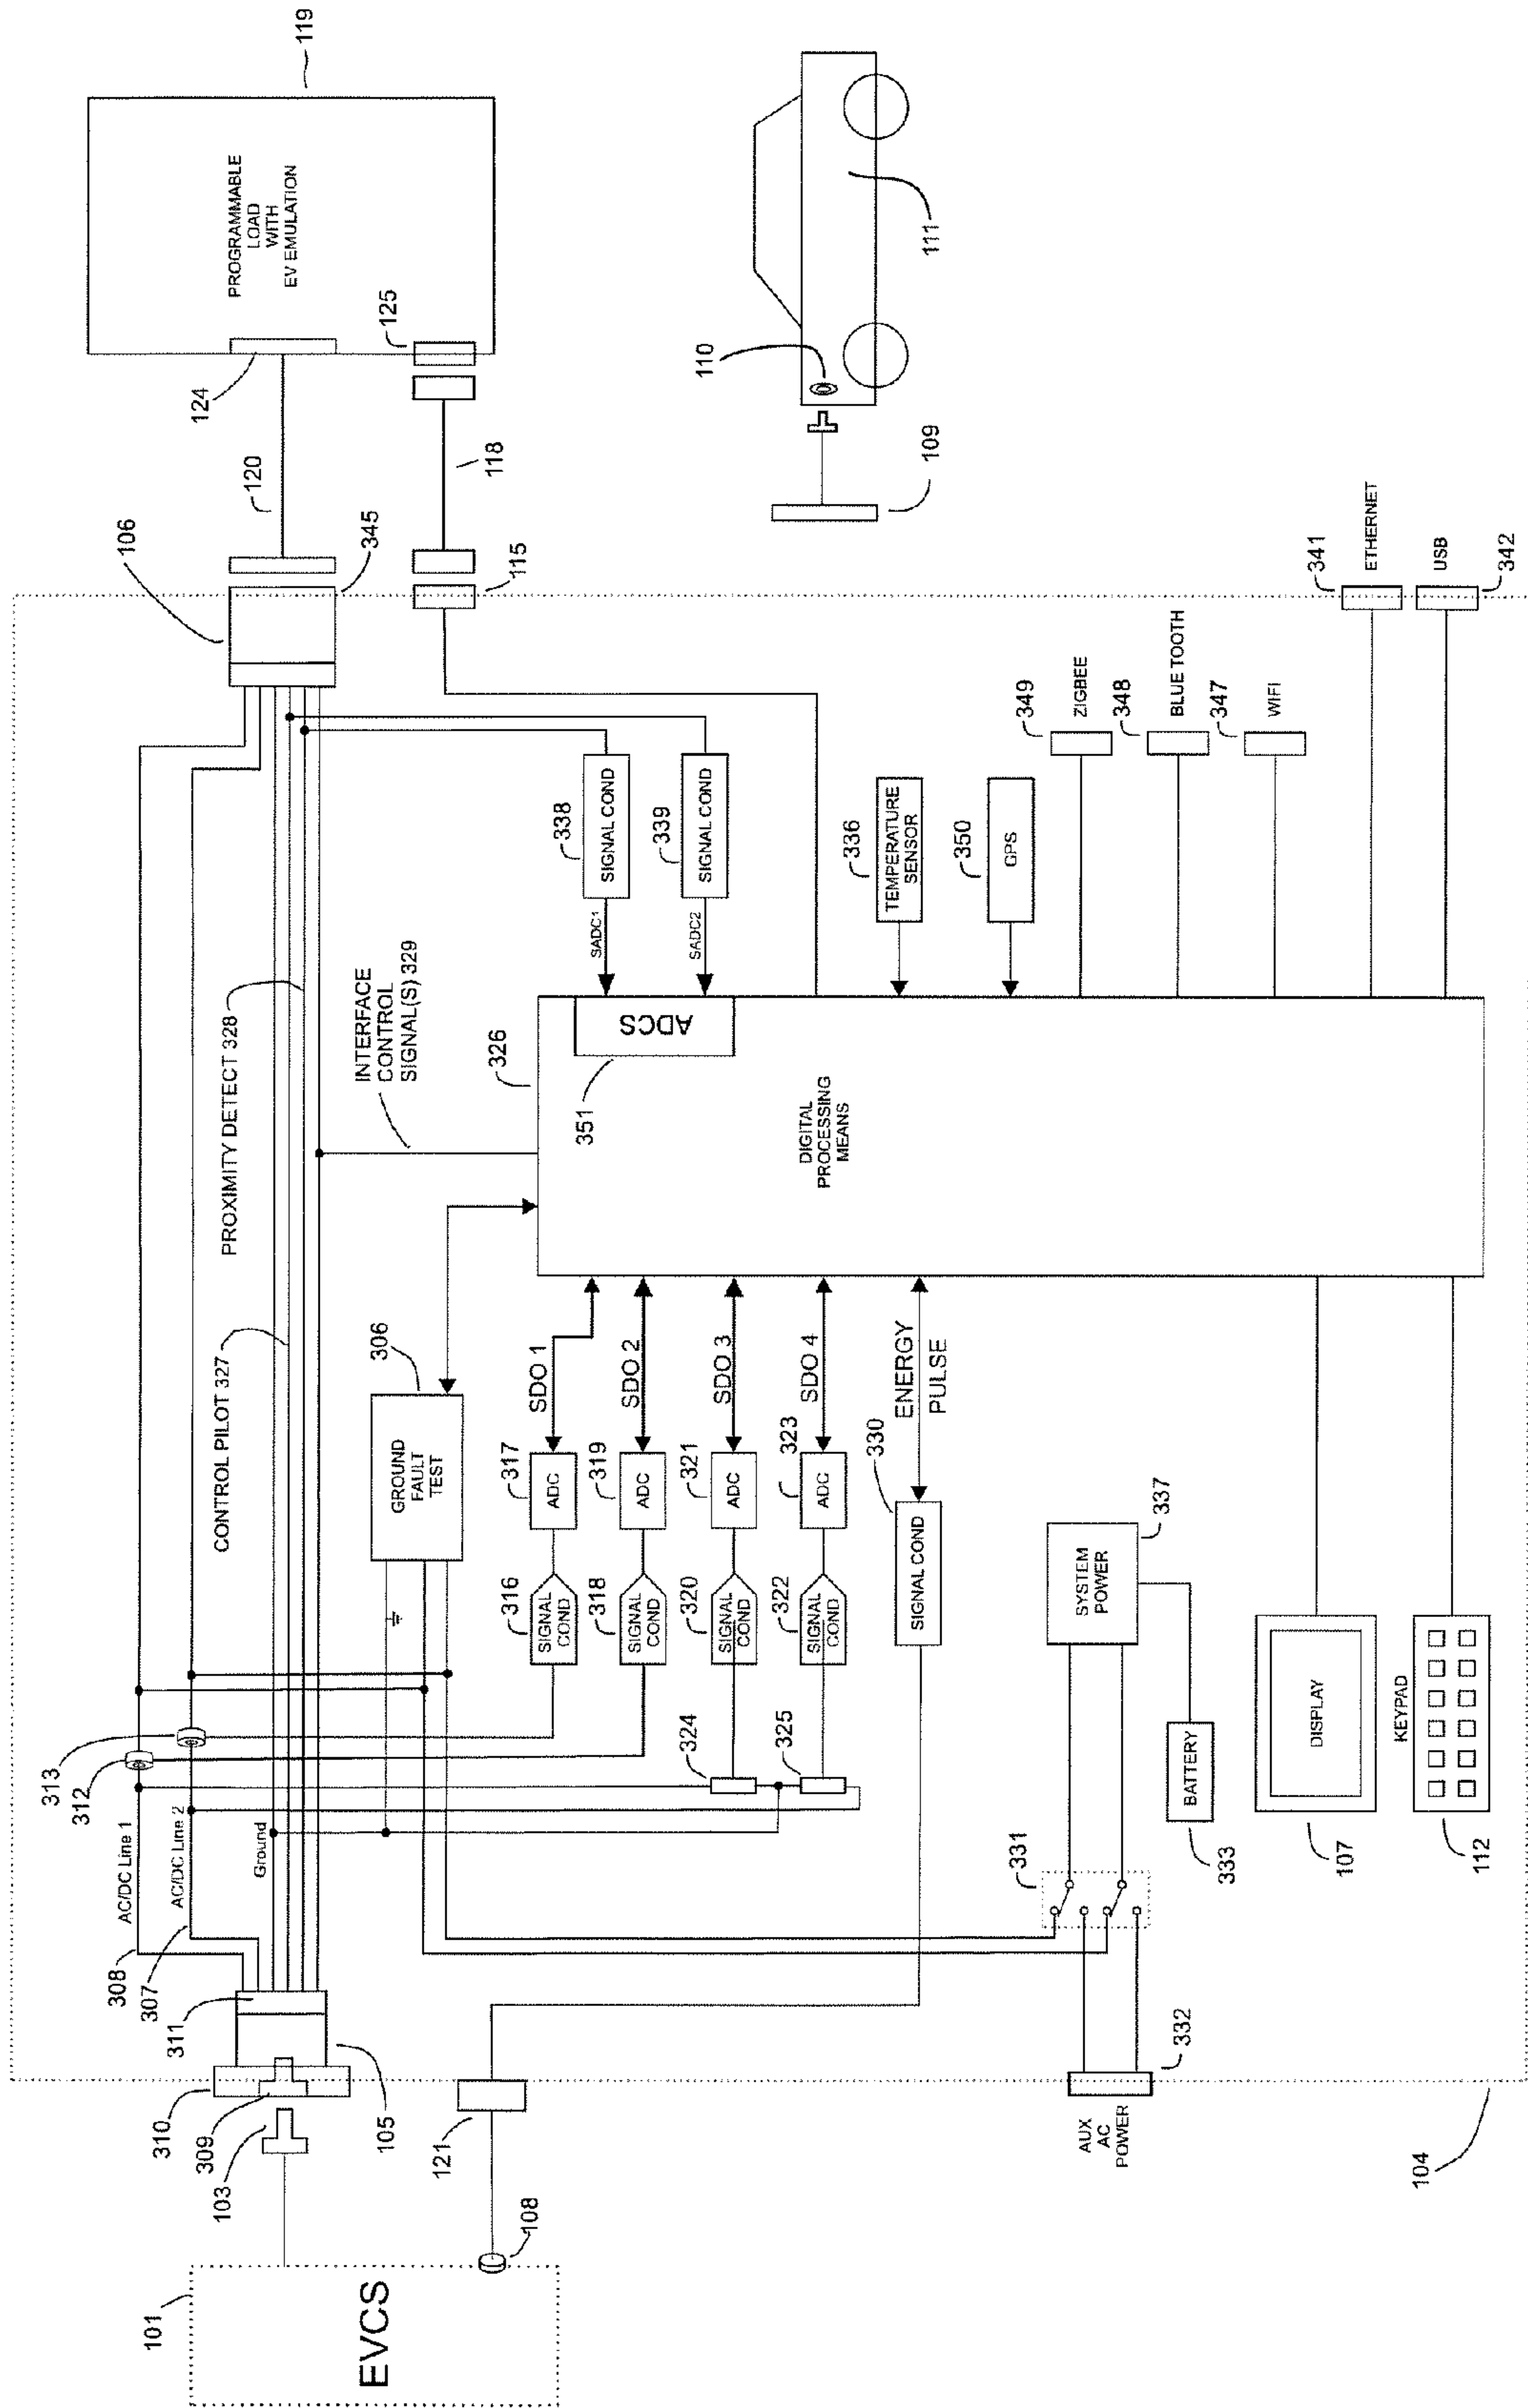 101
EVCS
108
103
309
310
105
311
307
308
AC/DC Line 1
AC/DC Line 2
Ground
312
313
CONTROL PILOT 327
PROXIMITY DETECT 328
306
GROUND
FAULT
TEST
INTERFACE
CONTROL
SIGNAL(S) 329
106
345
120
124
119
PROGRAMMABLE
LOAD
WITH
EV EMULATION
125
118
115
121
324
325
316
SIGNAL
COND
317
ADC
SDO 1
318
SIGNAL
COND
319
ADC
SDO 2
320
SIGNAL
COND
321
ADC
SDO 3
322
SIGNAL
COND
323
ADC
SDO 4
330
SIGNAL COND
ENERGY
PULSE
326
DIGITAL
PROCESSING
MEANS
351
ADCS
SADC1
SADC2
338
SIGNAL COND
339
SIGNAL COND
336
TEMPERATURE
SENSOR
350
GPS
349
ZIGBEE
348
BLUE TOOTH
347
WIFI
341
ETHERNET
342
USB
109
110
111
AUX
AC
POWER
332
331
337
SYSTEM
POWER
BATTERY
333
DISPLAY
107
KEYPAD
112
104